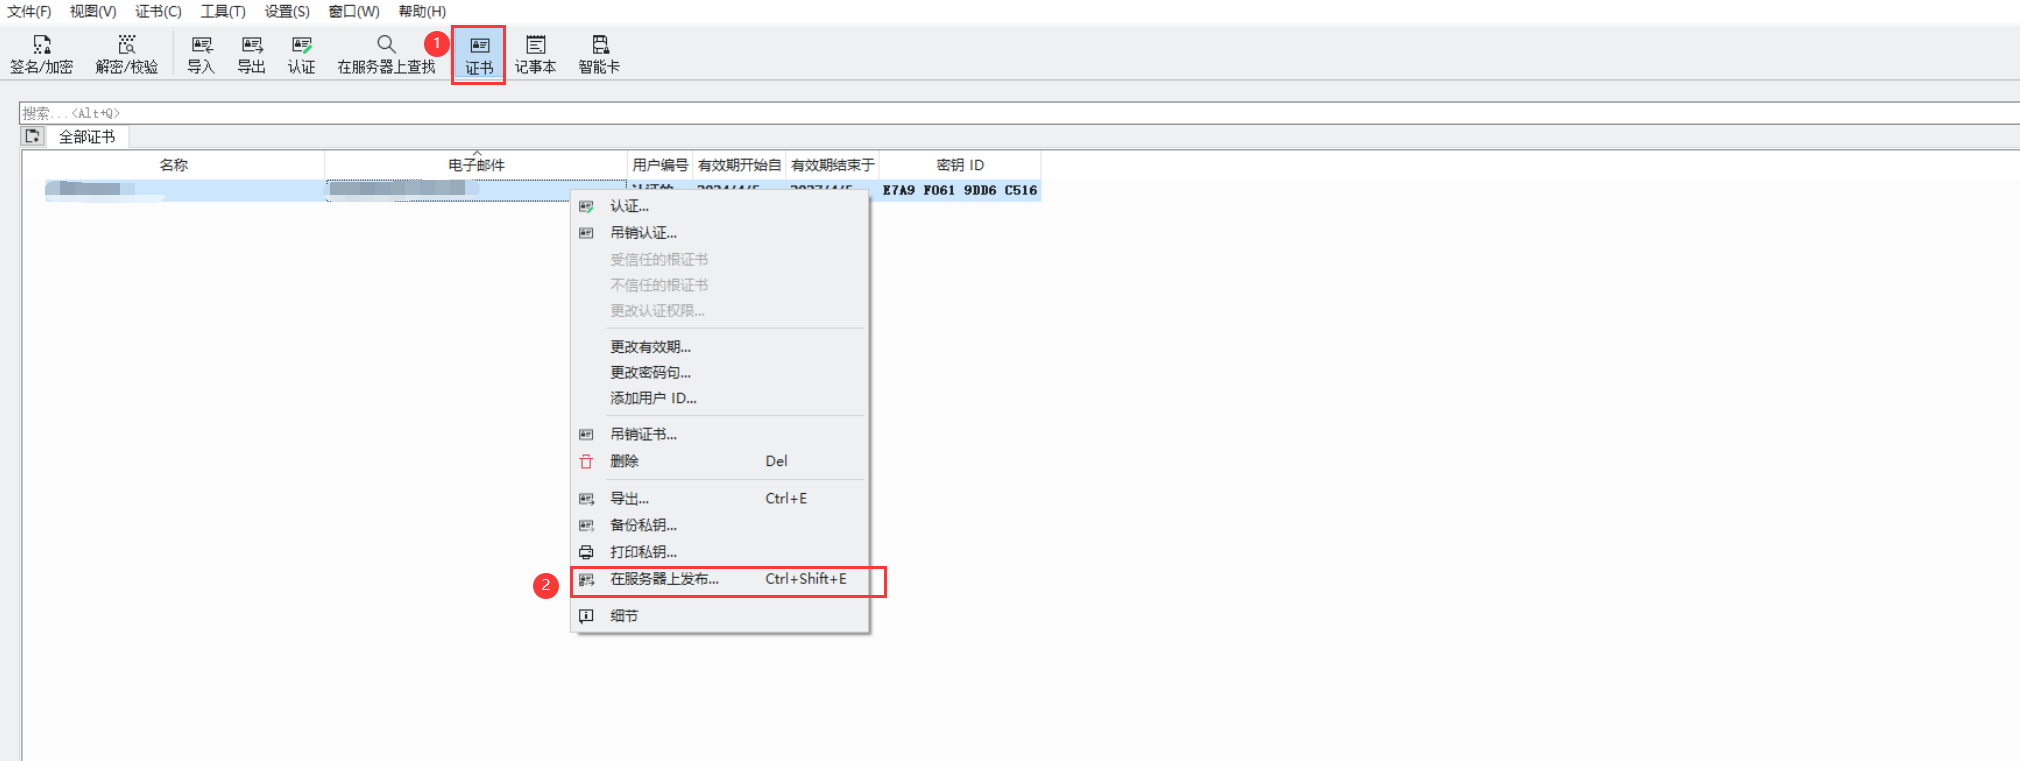 文件(F) 视图(V) 证书(C) 工具(T) 设置(S) 窗口(W) 帮助(H)
签名/加密 解密/校验 导入 导出 认证 在服务器上查找 1 证书 记事本 智能卡
搜索...<Alt+Q>
全部证书
名称 电子邮件 用户编号 有效期开始自 有效期结束于 密钥 ID
E7A9 F061 9DD6 C516
认证...
吊销认证...
受信任的根证书
不信任的根证书
更改认证权限...
更改有效期...
更改密码句...
添加用户 ID...
吊销证书...
删除 Del
导出... Ctrl+E
备份私钥...
打印私钥...
2 在服务器上发布... Ctrl+Shift+E
细节